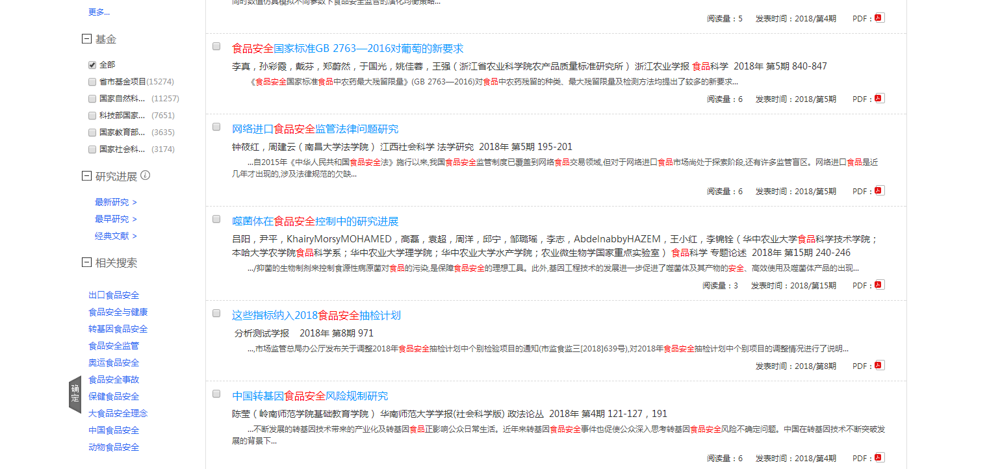 更多...
基金
全部
省市基金项目(15274)
国家自然科... (11257)
科技部国家... (7651)
国家教育部... (3635)
国家社会科... (3174)
研究进展
最新研究 >
最早研究 >
经典文献 >
相关搜索
出口食品安全
食品安全与健康
转基因食品安全
食品安全监管
奥运食品安全
食品安全事故
保健食品安全
大食品安全理念
中国食品安全
动物食品安全
确定
同时数值仿真模拟不同参数下食品安全监管的演化均衡策略...
阅读量：5 发表时间：2018/第4期 PDF：
食品安全国家标准GB 2763—2016对葡萄的新要求
李真，孙彩霞，戴芬，郑蔚然，于国光，姚佳蓉，王强（浙江省农业科学院农产品质量标准研究所） 浙江农业学报 食品科学 2018年 第5期 840-847
《食品安全国家标准食品中农药最大残留限量》(GB 2763—2016)对食品中农药残留的种类、最大残留限量及检测方法均提出了较多的新要求...
阅读量：6 发表时间：2018/第5期 PDF：
网络进口食品安全监管法律问题研究
钟筱红，周建云（南昌大学法学院） 江西社会科学 法学研究 2018年 第5期 195-201
...自2015年《中华人民共和国食品安全法》施行以来,我国食品安全监管制度已覆盖到网络食品交易领域,但对于网络进口食品市场尚处于探索阶段,还有许多监管盲区。网络进口食品是近
几年才出现的,涉及法律规范的欠缺...
阅读量：6 发表时间：2018/第5期 PDF：
噬菌体在食品安全控制中的研究进展
吕阳，尹平，KhairyMorsyMOHAMED，高磊，袁超，周洋，邱宁，邹璐瑶，李志，AbdelnabbyHAZEM，王小红，李锦铨（华中农业大学食品科学技术学院；
本哈大学农学院食品科学系；华中农业大学理学院；华中农业大学水产学院；农业微生物学国家重点实验室） 食品科学 专题论述 2018年 第15期 240-246
.../抑菌的生物制剂来控制食源性病原菌对食品的污染,是保障食品安全的理想工具。此外,基因工程技术的发展进一步促进了噬菌体及其产物的安全、高效使用及噬菌体产品的出现...
阅读量：3 发表时间：2018/第15期 PDF：
这些指标纳入2018食品安全抽检计划
分析测试学报 2018年 第8期 971
...,市场监管总局办公厅发布关于调整2018年食品安全抽检计划中个别检验项目的通知(市监食监三[2018]639号),对2018年食品安全抽检计划中个别项目的调整情况进行了说明...
发表时间：2018/第8期 PDF：
中国转基因食品安全风险规制研究
陈莹（岭南师范学院基础教育学院） 华南师范大学学报(社会科学版) 政法论丛 2018年 第4期 121-127，191
...不断发展的转基因技术带来的产业化及转基因食品正影响公众日常生活。近年来转基因食品安全事件也促使公众深入思考转基因食品安全风险不确定问题。中国在转基因技术不断突破发
展的背景下...
阅读量：6 发表时间：2018/第4期 PDF：